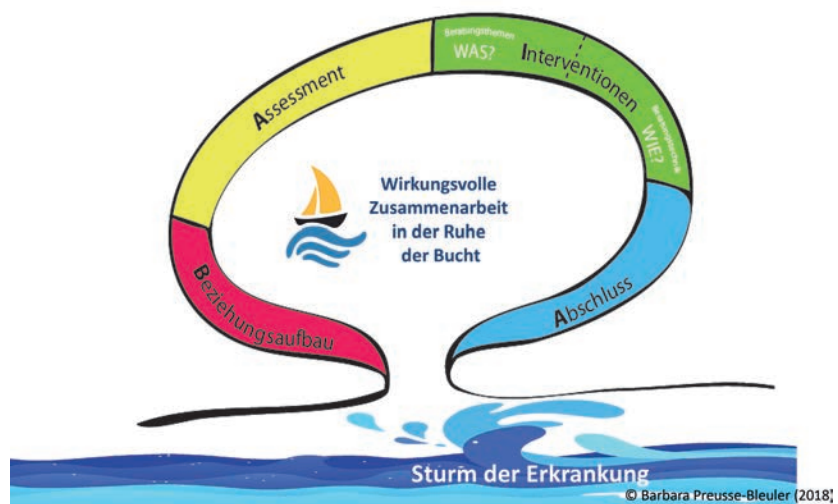 Beziehungsaufbau
Assessment
Beratungsthemen
WAS?
Interventionen
Beratungstechnik
WIE?
Abschluss
Wirkungsvolle
Zusammenarbeit
in der Ruhe
der Bucht
Sturm der Erkrankung
© Barbara Preusse-Bleuler (2018)